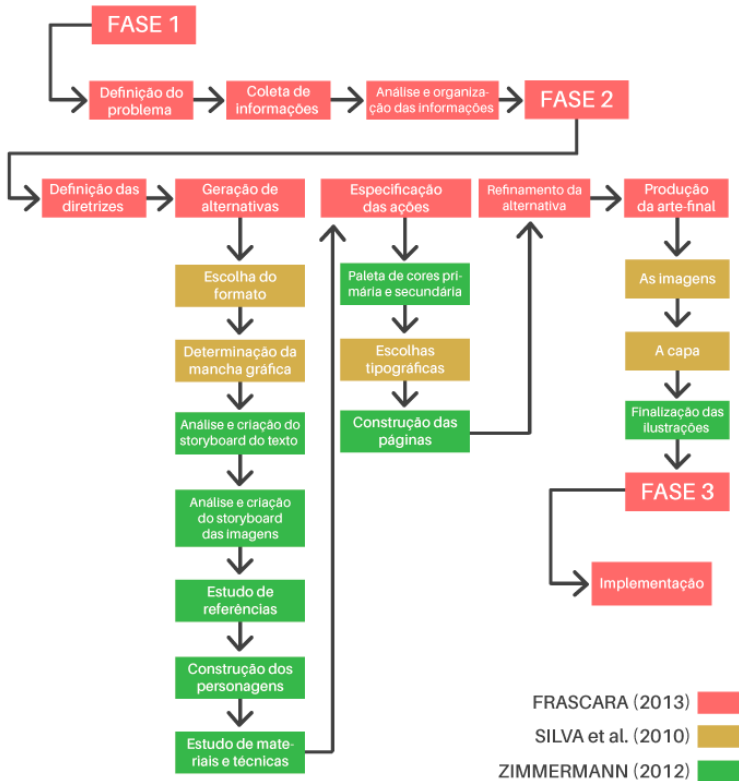 FASE 1
Definição do
problema
Coleta de
informações
Análise e organiza-
ção das informações
FASE 2
Definição das
diretrizes
Geração de
alternativas
Escolha do
formato
Determinação da
mancha gráfica
Análise e criação do
storyboard do texto
Análise e criação
do storyboard
das imagens
Estudo de
referências
Construção dos
personagens
Estudo de mate-
riais e técnicas
Especificação
das ações
Paleta de cores pri-
mária e secundária
Escolhas
tipográficas
Construção das
páginas
Refinamento da
alternativa
Produção
da arte-final
As imagens
A capa
Finalização das
ilustrações
FASE 3
Implementação
FRASCARA (2013)
SILVA et al. (2010)
ZIMMERMANN (2012)